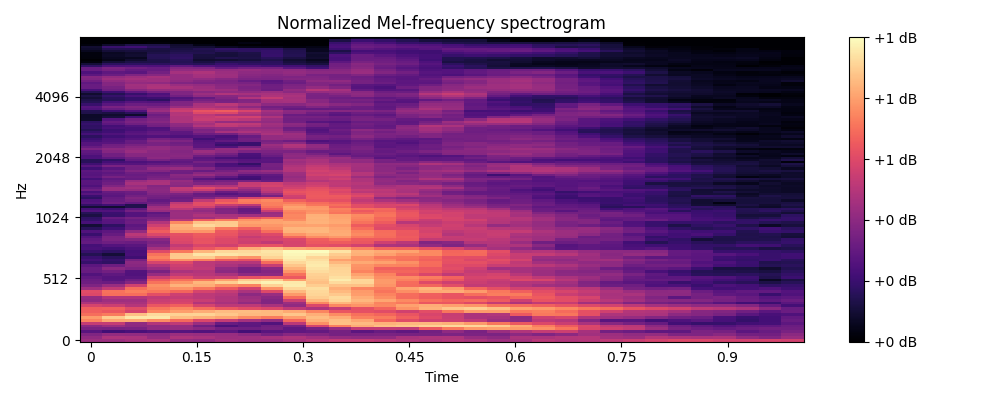 Normalized Mel-frequency spectrogram
Hz
4096
2048
1024
512
0
0 0.15 0.3 0.45 0.6 0.75 0.9
Time
+1 dB
+1 dB
+1 dB
+0 dB
+0 dB
+0 dB